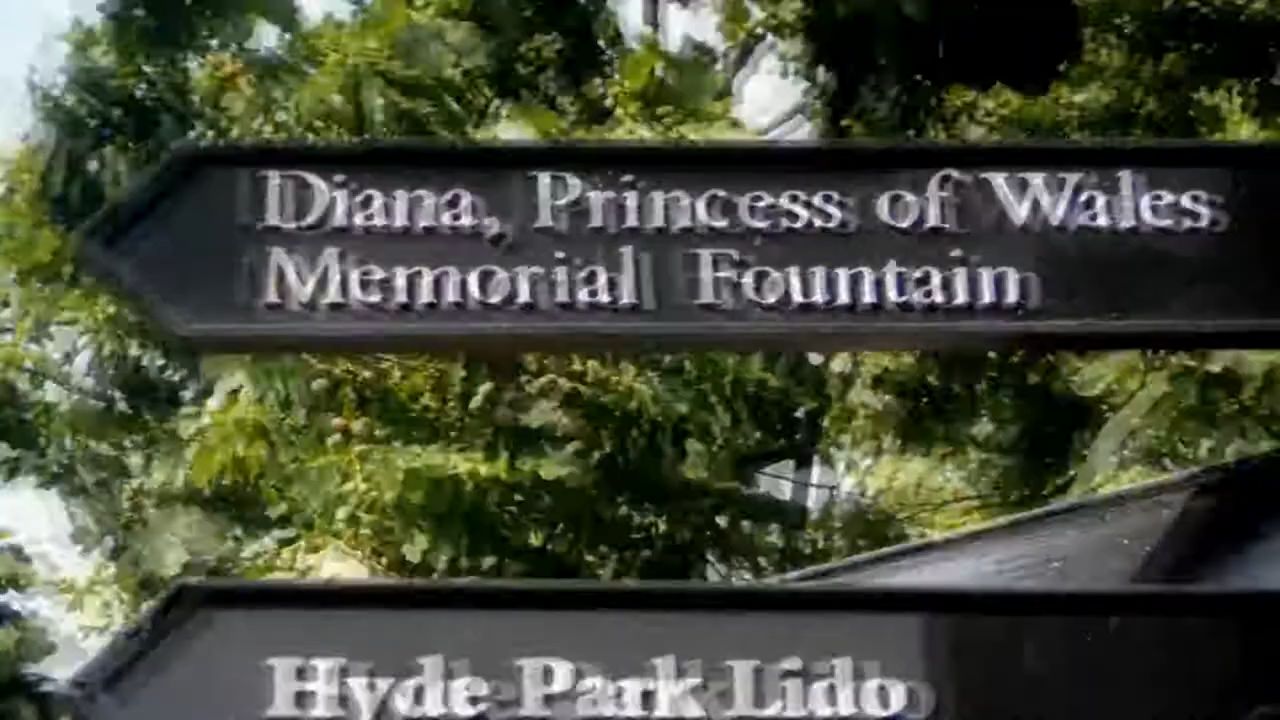 Diana, Princess of Wales
Memorial Fountain
Hyde Park Lido